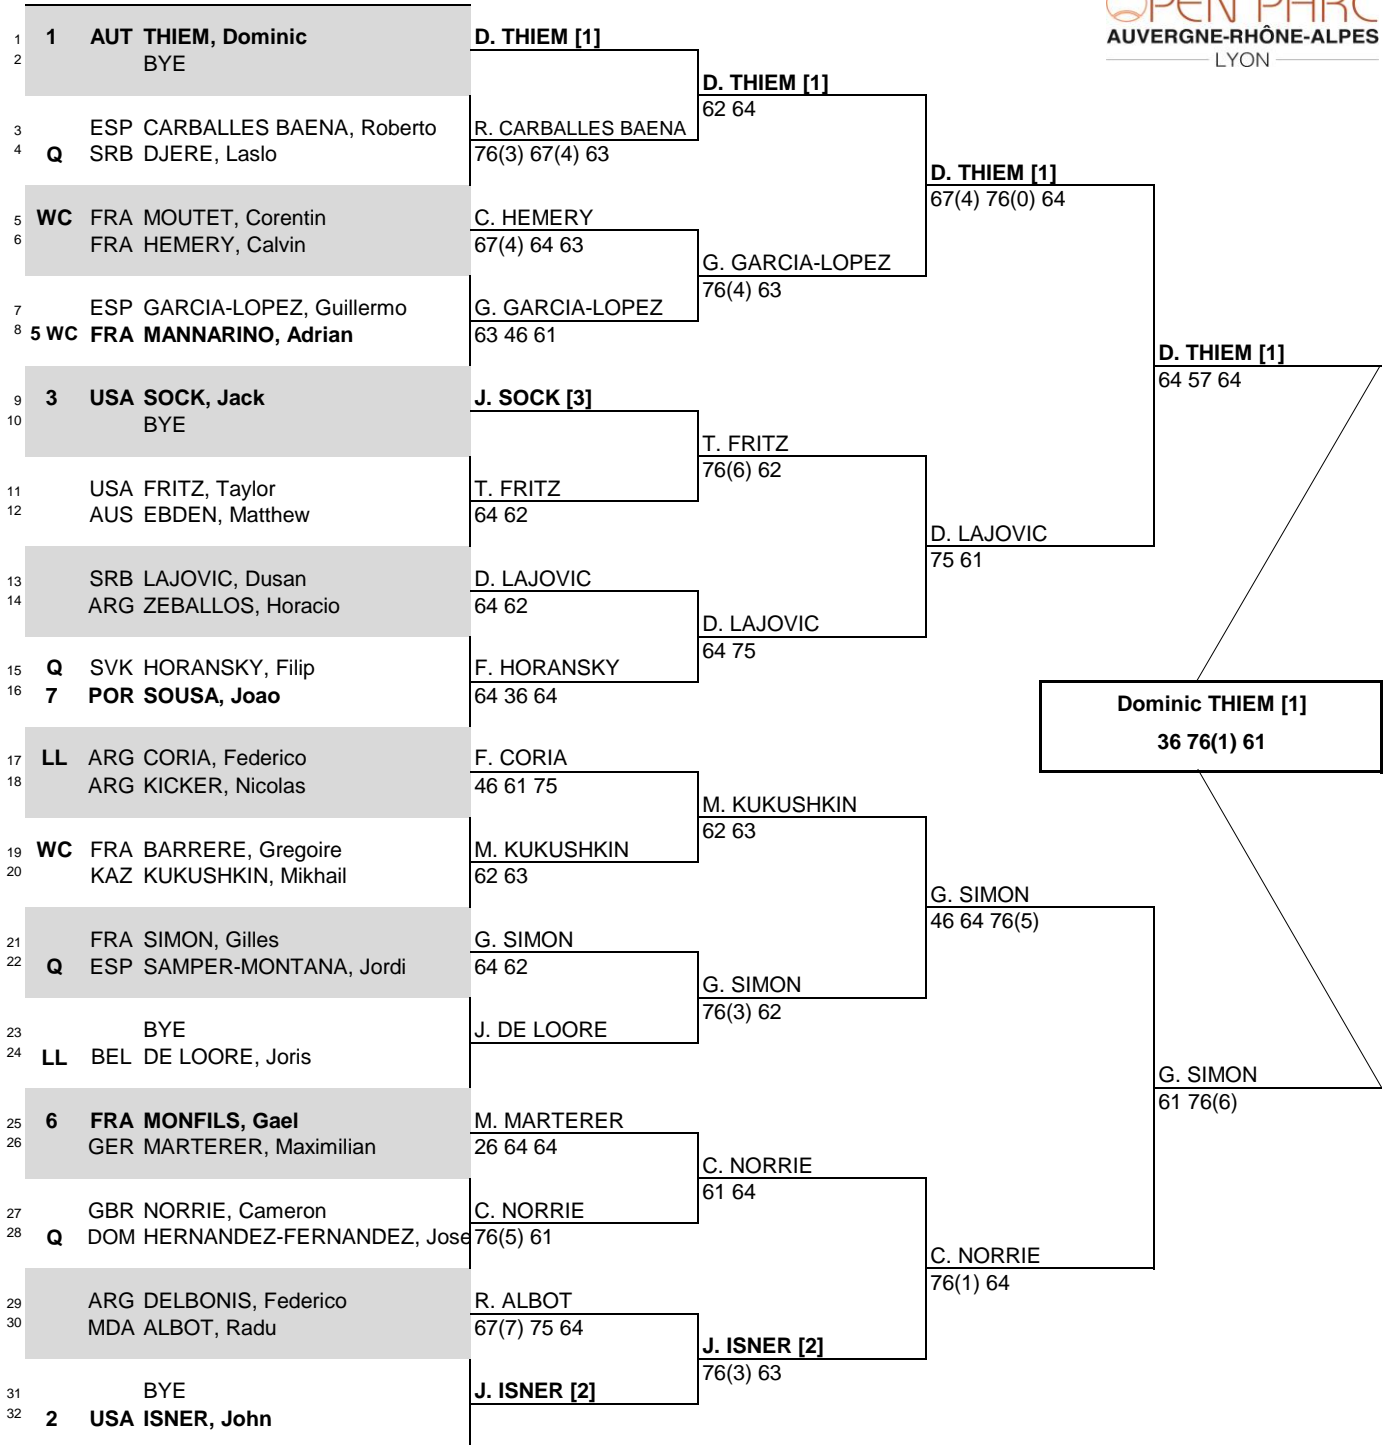 OPEN PARC
AUVERGNE-RHÔNE-ALPES
LYON
1 1 AUT THIEM, Dominic
2 BYE
3 ESP CARBALLES BAENA, Roberto
4 Q SRB DJERE, Laslo
5 WC FRA MOUTET, Corentin
6 FRA HEMERY, Calvin
7 ESP GARCIA-LOPEZ, Guillermo
8 5 WC FRA MANNARINO, Adrian
9 3 USA SOCK, Jack
10 BYE
11 USA FRITZ, Taylor
12 AUS EBDEN, Matthew
13 SRB LAJOVIC, Dusan
14 ARG ZEBALLOS, Horacio
15 Q SVK HORANSKY, Filip
16 7 POR SOUSA, Joao
17 LL ARG CORIA, Federico
18 ARG KICKER, Nicolas
19 WC FRA BARRERE, Gregoire
20 KAZ KUKUSHKIN, Mikhail
21 FRA SIMON, Gilles
22 Q ESP SAMPER-MONTANA, Jordi
23 BYE
24 LL BEL DE LOORE, Joris
25 6 FRA MONFILS, Gael
26 GER MARTERER, Maximilian
27 GBR NORRIE, Cameron
28 Q DOM HERNANDEZ-FERNANDEZ, Jose
29 ARG DELBONIS, Federico
30 MDA ALBOT, Radu
31 BYE
32 2 USA ISNER, John
D. THIEM [1]
R. CARBALLES BAENA
76(3) 67(4) 63
C. HEMERY
67(4) 64 63
G. GARCIA-LOPEZ
63 46 61
J. SOCK [3]
T. FRITZ
64 62
D. LAJOVIC
64 62
F. HORANSKY
64 36 64
F. CORIA
46 61 75
M. KUKUSHKIN
62 63
G. SIMON
64 62
J. DE LOORE
M. MARTERER
26 64 64
C. NORRIE
76(5) 61
R. ALBOT
67(7) 75 64
J. ISNER [2]
D. THIEM [1]
62 64
G. GARCIA-LOPEZ
76(4) 63
T. FRITZ
76(6) 62
D. LAJOVIC
64 75
M. KUKUSHKIN
62 63
G. SIMON
76(3) 62
C. NORRIE
61 64
J. ISNER [2]
76(3) 63
D. THIEM [1]
67(4) 76(0) 64
D. LAJOVIC
75 61
G. SIMON
46 64 76(5)
C. NORRIE
76(1) 64
D. THIEM [1]
64 57 64
G. SIMON
61 76(6)
Dominic THIEM [1]
36 76(1) 61